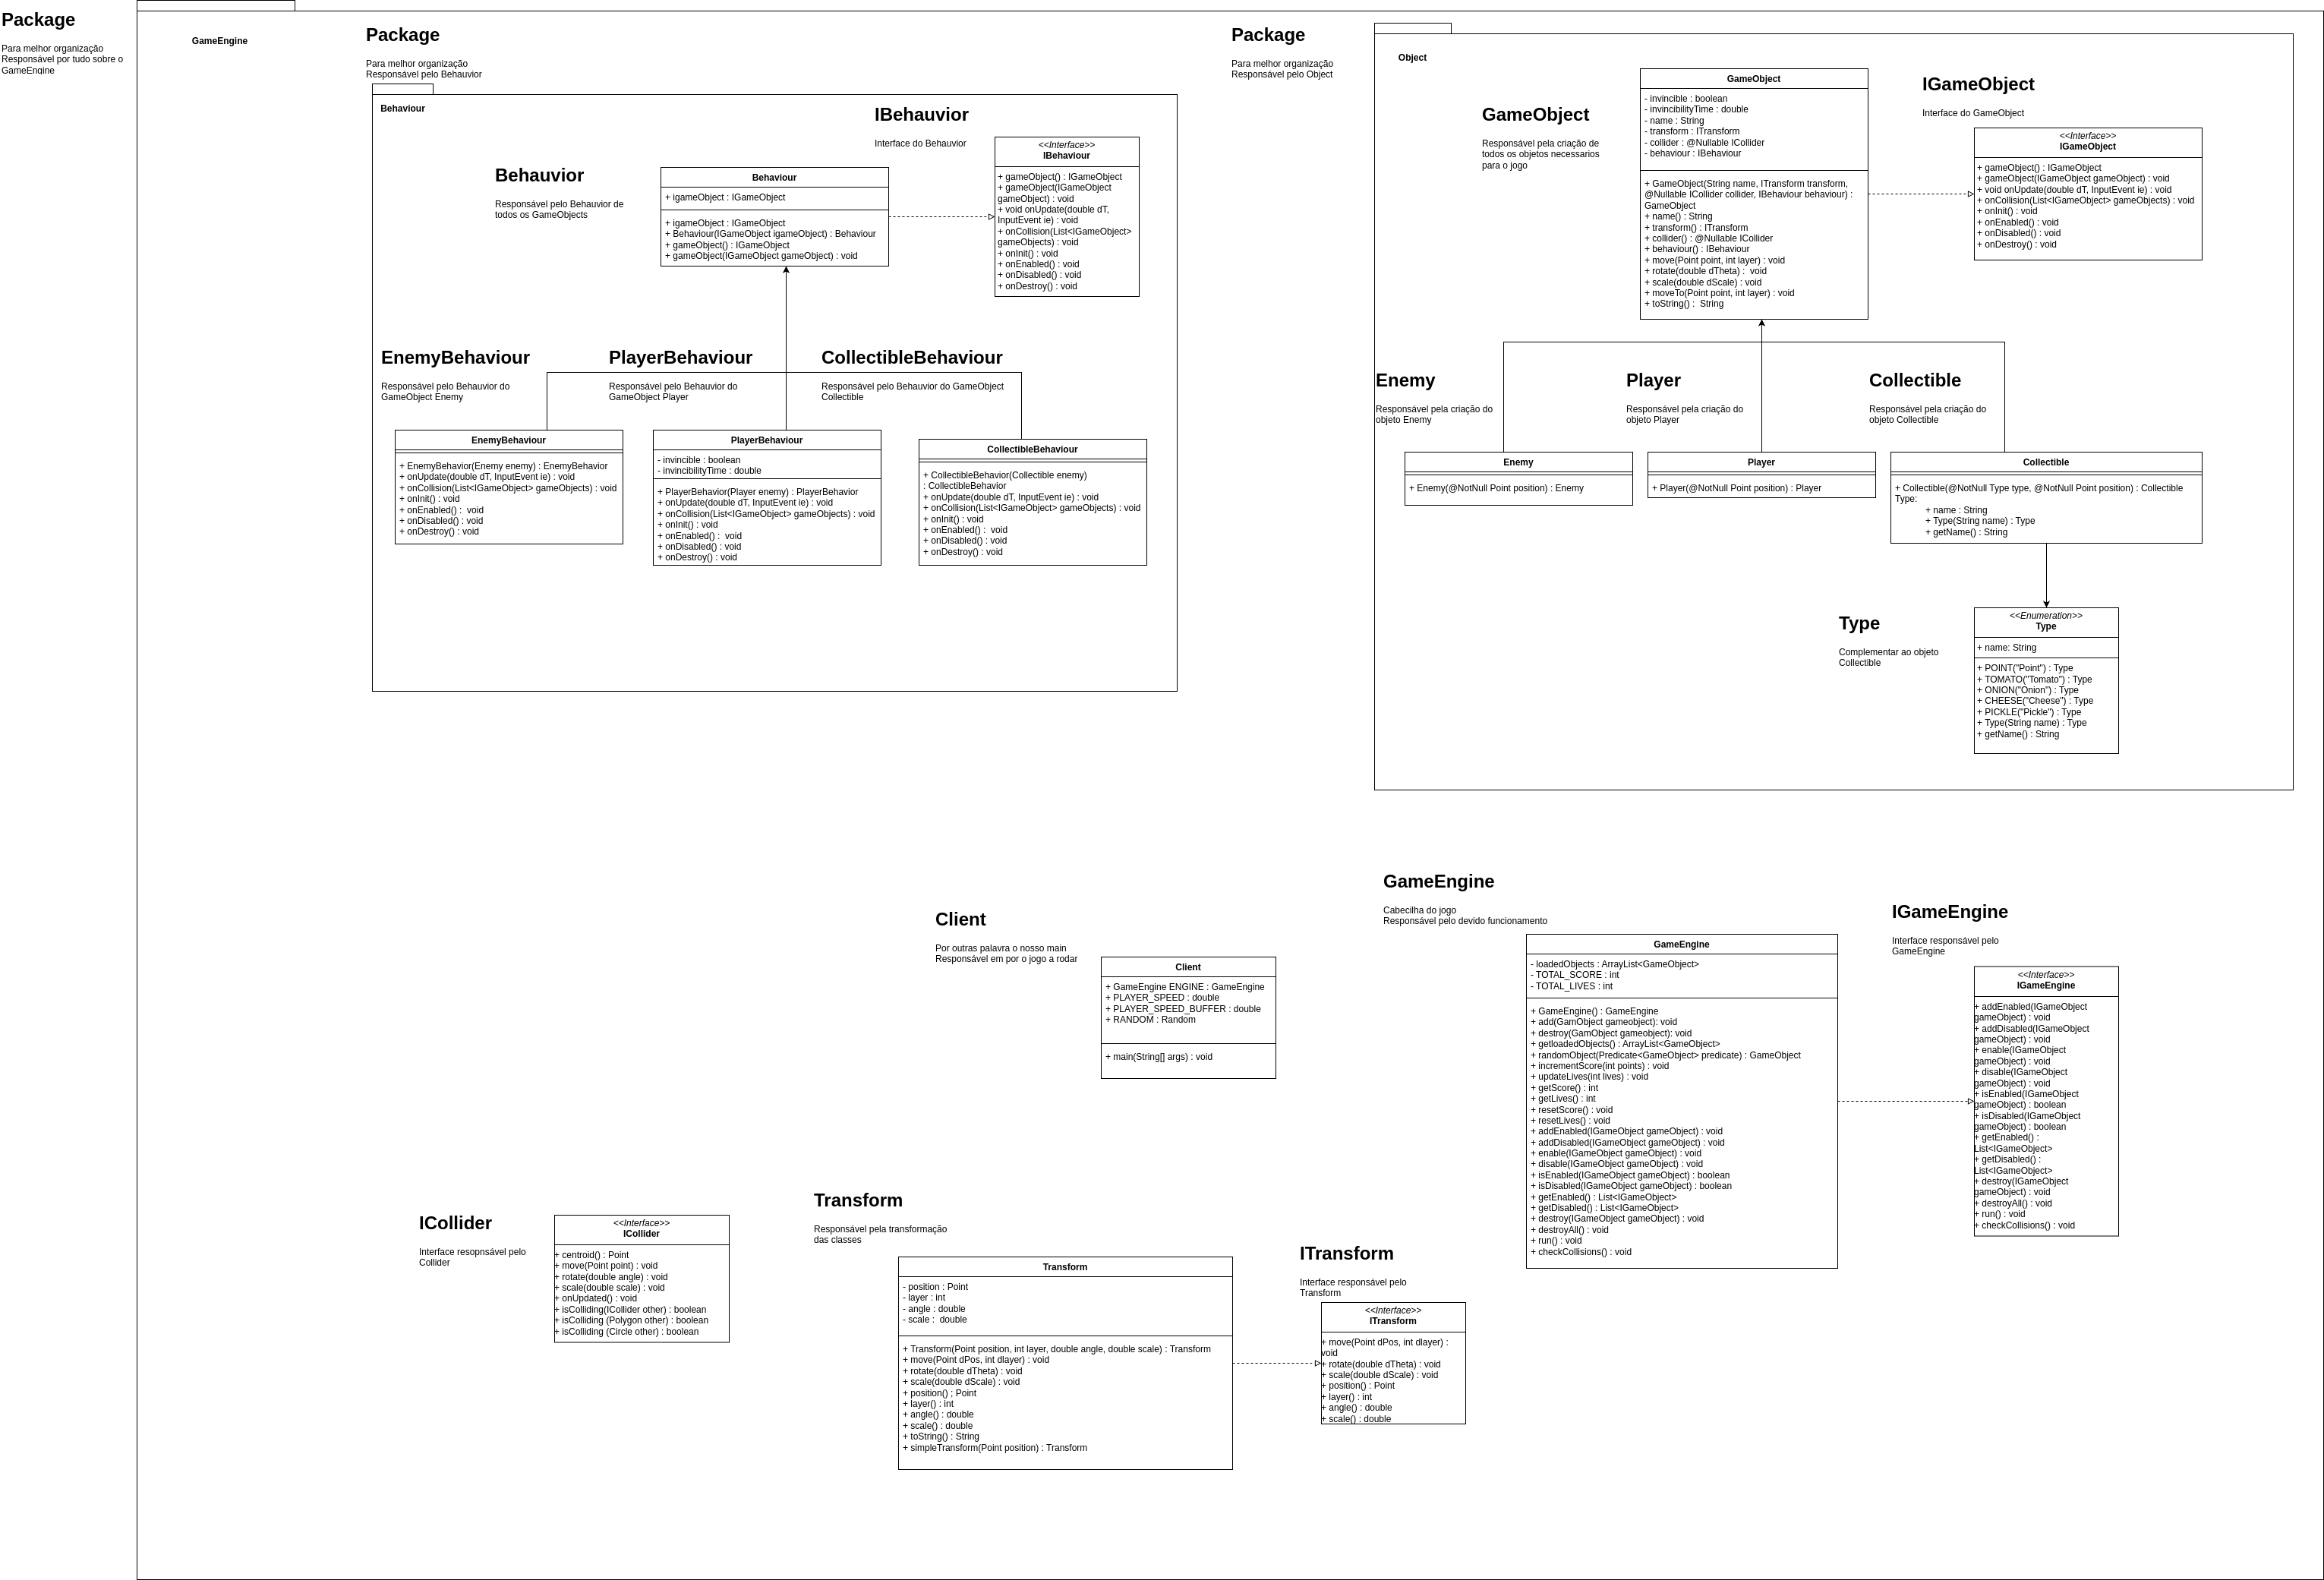 Package
Para melhor organização
Responsável por tudo sobre o
GameEngine
GameEngine
Package
Para melhor organização
Responsável pelo Behauvior
Behaviour
Behauvior
Responsável pelo Behauvior de
todos os GameObjects
Behaviour
+ igameObject : IGameObject
+ igameObject : IGameObject
+ Behaviour(IGameObject igameObject) : Behaviour
+ gameObject() : IGameObject
+ gameObject(IGameObject gameObject) : void
IBehauvior
Interface do Behauvior
<<Interface>>
IBehaviour
+ gameObject() : IGameObject
+ gameObject(IGameObject
gameObject) : void
+ void onUpdate(double dT,
InputEvent ie) : void
+ onCollision(List<IGameObject>
gameObjects) : void
+ onInit() : void
+ onEnabled() : void
+ onDisabled() : void
+ onDestroy() : void
EnemyBehaviour
Responsável pelo Behauvior do
GameObject Enemy
EnemyBehaviour
+ EnemyBehavior(Enemy enemy) : EnemyBehavior
+ onUpdate(double dT, InputEvent ie) : void
+ onCollision(List<IGameObject> gameObjects) : void
+ onInit() : void
+ onEnabled() :  void
+ onDisabled() : void
+ onDestroy() : void
PlayerBehaviour
Responsável pelo Behauvior do
GameObject Player
PlayerBehaviour
- invincible : boolean
- invincibilityTime : double
+ PlayerBehavior(Player enemy) : PlayerBehavior
+ onUpdate(double dT, InputEvent ie) : void
+ onCollision(List<IGameObject> gameObjects) : void
+ onInit() : void
+ onEnabled() :  void
+ onDisabled() : void
+ onDestroy() : void
CollectibleBehaviour
Responsável pelo Behauvior do GameObject
Collectible
CollectibleBehaviour
+ CollectibleBehavior(Collectible enemy)
: CollectibleBehavior
+ onUpdate(double dT, InputEvent ie) : void
+ onCollision(List<IGameObject> gameObjects) : void
+ onInit() : void
+ onEnabled() :  void
+ onDisabled() : void
+ onDestroy() : void
Package
Para melhor organização
Responsável pelo Object
Object
GameObject
Responsável pela criação de
todos os objetos necessarios
para o jogo
GameObject
- invincible : boolean
- invincibilityTime : double
- name : String
- transform : ITransform
- collider : @Nullable ICollider
- behaviour : IBehaviour
+ GameObject(String name, ITransform transform,
@Nullable ICollider collider, IBehaviour behaviour) :
GameObject
+ name() : String
+ transform() : ITransform
+ collider() : @Nullable ICollider
+ behaviour() : IBehaviour
+ move(Point point, int layer) : void
+ rotate(double dTheta) :  void
+ scale(double dScale) : void
+ moveTo(Point point, int layer) : void
+ toString() :  String
IGameObject
Interface do GameObject
<<Interface>>
IGameObject
+ gameObject() : IGameObject
+ gameObject(IGameObject gameObject) : void
+ void onUpdate(double dT, InputEvent ie) : void
+ onCollision(List<IGameObject> gameObjects) : void
+ onInit() : void
+ onEnabled() : void
+ onDisabled() : void
+ onDestroy() : void
Enemy
Responsável pela criação do
objeto Enemy
Enemy
+ Enemy(@NotNull Point position) : Enemy
Player
Responsável pela criação do
objeto Player
Player
+ Player(@NotNull Point position) : Player
Collectible
Responsável pela criação do
objeto Collectible
Collectible
+ Collectible(@NotNull Type type, @NotNull Point position) : Collectible
Type:
+ name : String
+ Type(String name) : Type
+ getName() : String
Type
Complementar ao objeto
Collectible
<<Enumeration>>
Type
+ name: String
+ POINT("Point") : Type
+ TOMATO("Tomato") : Type
+ ONION("Onion") : Type
+ CHEESE("Cheese") : Type
+ PICKLE("Pickle") : Type
+ Type(String name) : Type
+ getName() : String
Client
Por outras palavra o nosso main
Responsável em por o jogo a rodar
Client
+ GameEngine ENGINE : GameEngine
+ PLAYER_SPEED : double
+ PLAYER_SPEED_BUFFER : double
+ RANDOM : Random
+ main(String[] args) : void
GameEngine
Cabecilha do jogo
Responsável pelo devido funcionamento
GameEngine
- loadedObjects : ArrayList<GameObject>
- TOTAL_SCORE : int
- TOTAL_LIVES : int
+ GameEngine() : GameEngine
+ add(GamObject gameobject): void
+ destroy(GamObject gameobject): void
+ getloadedObjects() : ArrayList<GameObject>
+ randomObject(Predicate<GameObject> predicate) : GameObject
+ incrementScore(int points) : void
+ updateLives(int lives) : void
+ getScore() : int
+ getLives() : int
+ resetScore() : void
+ resetLives() : void
+ addEnabled(IGameObject gameObject) : void
+ addDisabled(IGameObject gameObject) : void
+ enable(IGameObject gameObject) : void
+ disable(IGameObject gameObject) : void
+ isEnabled(IGameObject gameObject) : boolean
+ isDisabled(IGameObject gameObject) : boolean
+ getEnabled() : List<IGameObject>
+ getDisabled() : List<IGameObject>
+ destroy(IGameObject gameObject) : void
+ destroyAll() : void
+ run() : void
+ checkCollisions() : void
IGameEngine
Interface responsável pelo
GameEngine
<<Interface>>
IGameEngine
+ addEnabled(IGameObject
gameObject) : void
+ addDisabled(IGameObject
gameObject) : void
+ enable(IGameObject
gameObject) : void
+ disable(IGameObject
gameObject) : void
+ isEnabled(IGameObject
gameObject) : boolean
+ isDisabled(IGameObject
gameObject) : boolean
+ getEnabled() :
List<IGameObject>
+ getDisabled() :
List<IGameObject>
+ destroy(IGameObject
gameObject) : void
+ destroyAll() : void
+ run() : void
+ checkCollisions() : void
ICollider
Interface resopnsável pelo
Collider
<<Interface>>
ICollider
+ centroid() : Point
+ move(Point point) : void
+ rotate(double angle) : void
+ scale(double scale) : void
+ onUpdated() : void
+ isColliding(ICollider other) : boolean
+ isColliding (Polygon other) : boolean
+ isColliding (Circle other) : boolean
Transform
Responsável pela transformação
das classes
Transform
- position : Point
- layer : int
- angle : double
- scale :  double
+ Transform(Point position, int layer, double angle, double scale) : Transform
+ move(Point dPos, int dlayer) : void
+ rotate(double dTheta) : void
+ scale(double dScale) : void
+ position() ; Point
+ layer() : int
+ angle() : double
+ scale() : double
+ toString() : String
+ simpleTransform(Point position) : Transform
ITransform
Interface responsável pelo
Transform
<<Interface>>
ITransform
+ move(Point dPos, int dlayer) :
void
+ rotate(double dTheta) : void
+ scale(double dScale) : void
+ position() : Point
+ layer() : int
+ angle() : double
+ scale() : double